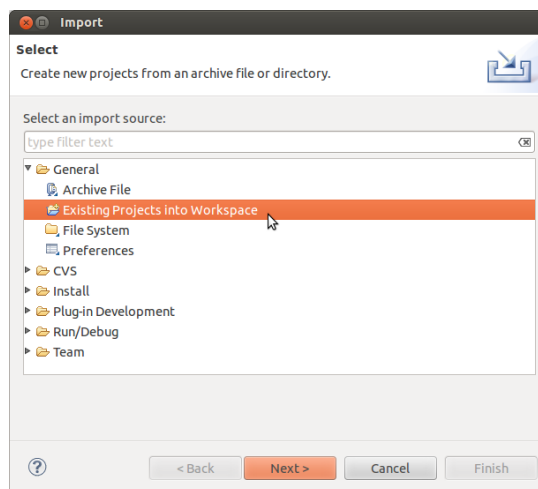 Import
Select
Create new projects from an archive file or directory.
Select an import source:
type filter text
General
Archive File
Existing Projects into Workspace
File System
Preferences
CVS
Install
Plug-in Development
Run/Debug
Team
?
< Back Next > Cancel Finish